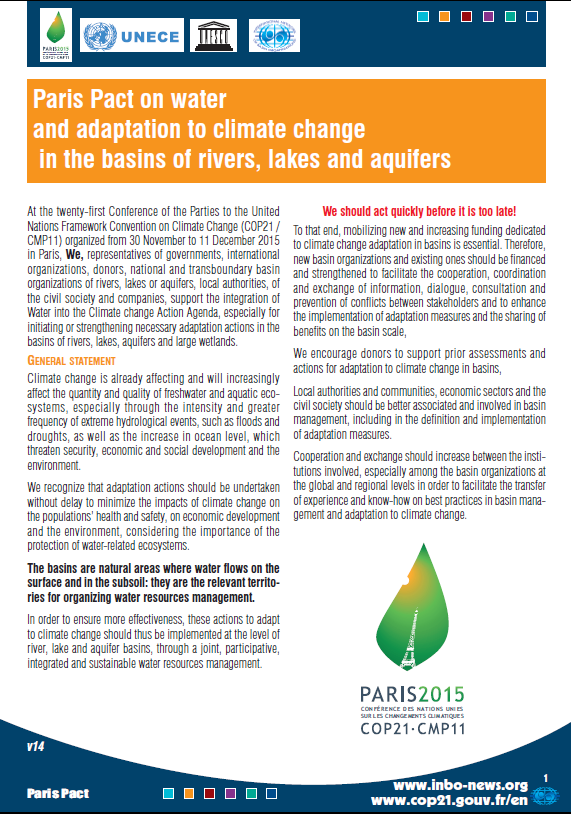 PARIS2015
COP21·CMP11
UNECE
Paris Pact on water
and adaptation to climate change
in the basins of rivers, lakes and aquifers
At the twenty-first Conference of the Parties to the United
Nations Framework Convention on Climate Change (COP21 /
CMP11) organized from 30 November to 11 December 2015
in Paris, We, representatives of governments, international
organizations, donors, national and transboundary basin
organizations of rivers, lakes or aquifers, local authorities, of
the civil society and companies, support the integration of
Water into the Climate change Action Agenda, especially for
initiating or strengthening necessary adaptation actions in the
basins of rivers, lakes, aquifers and large wetlands.
GENERAL STATEMENT
Climate change is already affecting and will increasingly
affect the quantity and quality of freshwater and aquatic eco-
systems, especially through the intensity and greater
frequency of extreme hydrological events, such as floods and
droughts, as well as the increase in ocean level, which
threaten security, economic and social development and the
environment.
We recognize that adaptation actions should be undertaken
without delay to minimize the impacts of climate change on
the populations' health and safety, on economic development
and the environment, considering the importance of the
protection of water-related ecosystems.
The basins are natural areas where water flows on the
surface and in the subsoil: they are the relevant territo-
ries for organizing water resources management.
In order to ensure more effectiveness, these actions to adapt
to climate change should thus be implemented at the level of
river, lake and aquifer basins, through a joint, participative,
integrated and sustainable water resources management.
We should act quickly before it is too late!
To that end, mobilizing new and increasing funding dedicated
to climate change adaptation in basins is essential. Therefore,
new basin organizations and existing ones should be financed
and strengthened to facilitate the cooperation, coordination
and exchange of information, dialogue, consultation and
prevention of conflicts between stakeholders and to enhance
the implementation of adaptation measures and the sharing of
benefits on the basin scale,
We encourage donors to support prior assessments and
actions for adaptation to climate change in basins,
Local authorities and communities, economic sectors and the
civil society should be better associated and involved in basin
management, including in the definition and implementation
of adaptation measures.
Cooperation and exchange should increase between the insti-
tutions involved, especially among the basin organizations at
the global and regional levels in order to facilitate the transfer
of experience and know-how on best practices in basin mana-
gement and adaptation to climate change.
PARIS2015
CONFÉRENCE DES NATIONS UNIES
SUR LES CHANGEMENTS CLIMATIQUES
COP21·CMP11
v14
Paris Pact
www.inbo-news.org
www.cop21.gouv.fr/en
1